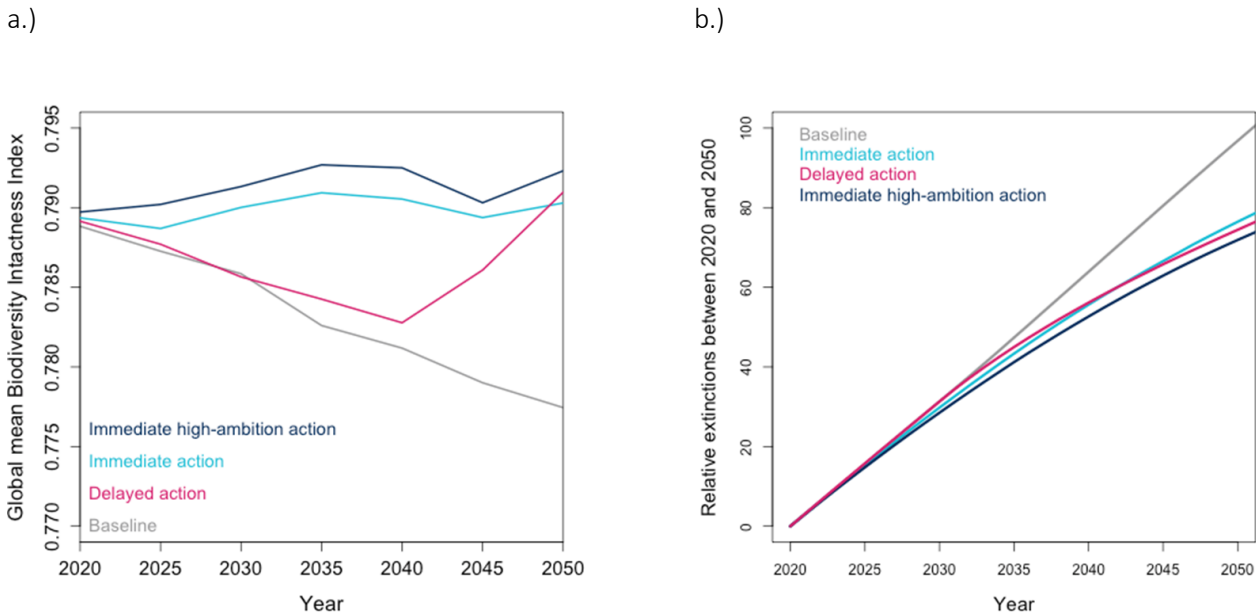 a.)
Global mean Biodiversity Intactness Index
0.795
0.790
0.785
0.780
0.775
0.770
Immediate high-ambition action
Immediate action
Delayed action
Baseline
2020 2025 2030 2035 2040 2045 2050
Year
b.)
Relative extinctions between 2020 and 2050
100
80
60
40
20
0
Baseline
Immediate action
Delayed action
Immediate high-ambition action
2020 2025 2030 2035 2040 2045 2050
Year